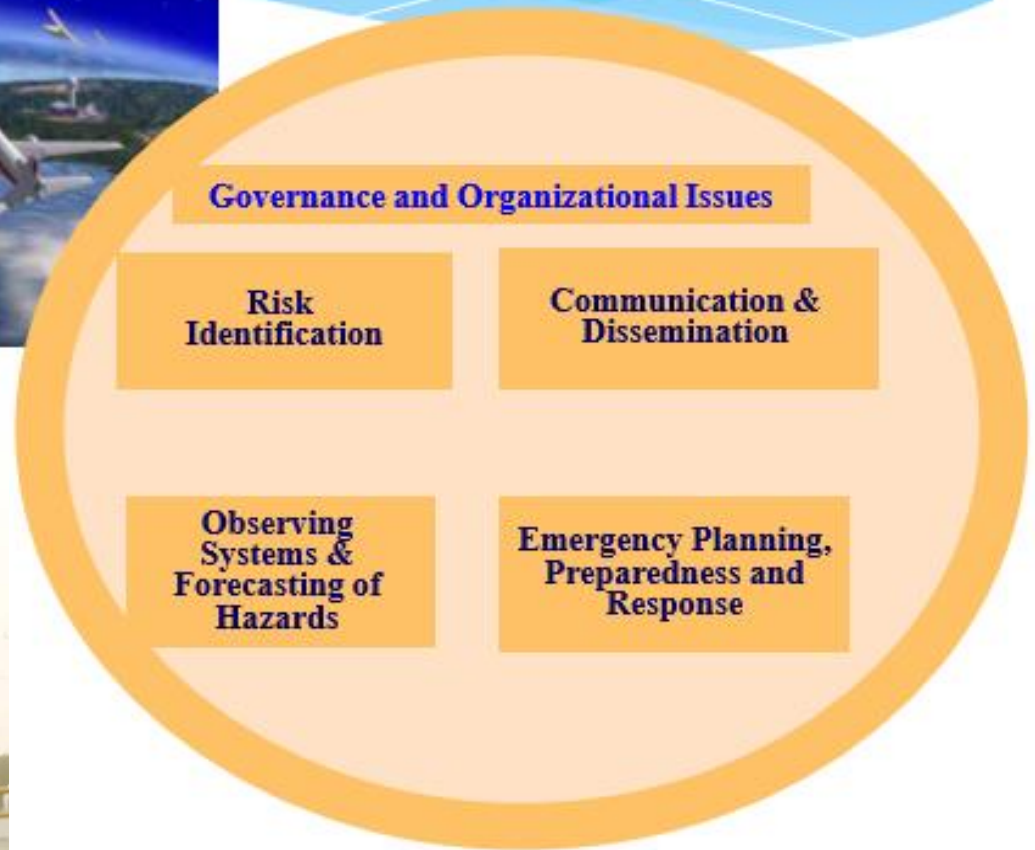 Governance and Organizational Issues
Risk
Identification
Communication &
Dissemination
Observing
Systems &
Forecasting of
Hazards
Emergency Planning,
Preparedness and
Response